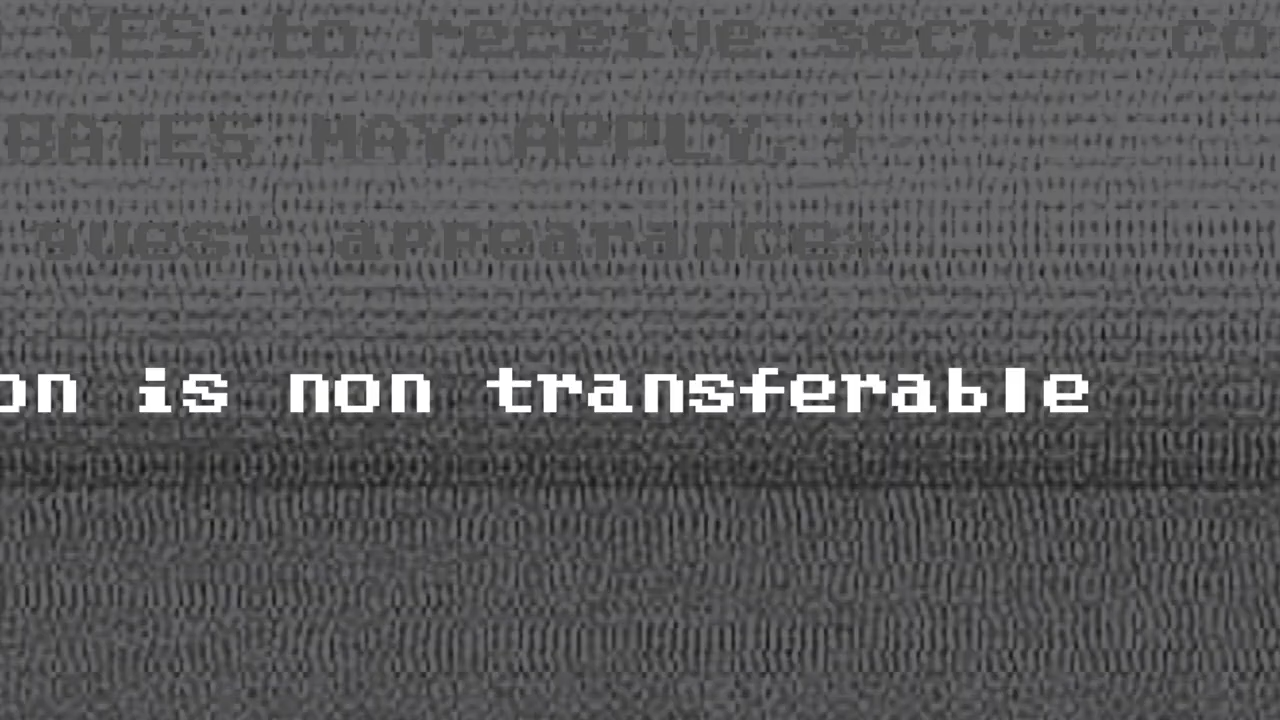 YES to receive secret co
RATES MAY APPLY.)
guest appearance*
on is non transferable